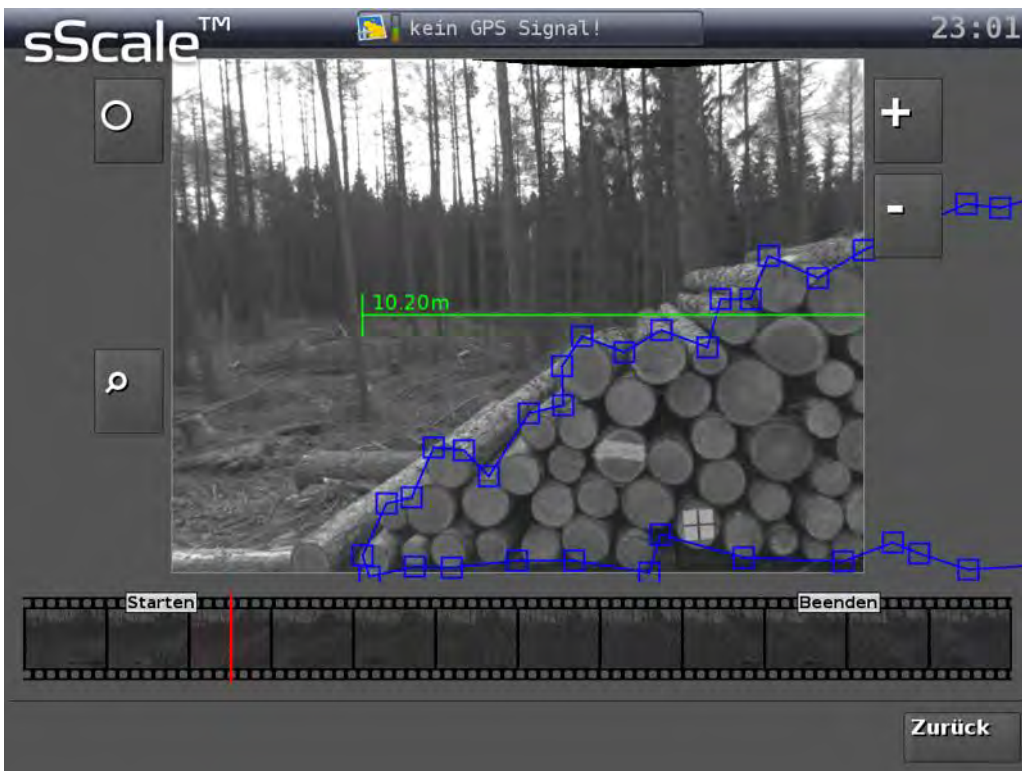 sScale™
kein GPS Signal!
23:01
+
-
10.20m
Starten
Beenden
Zurück